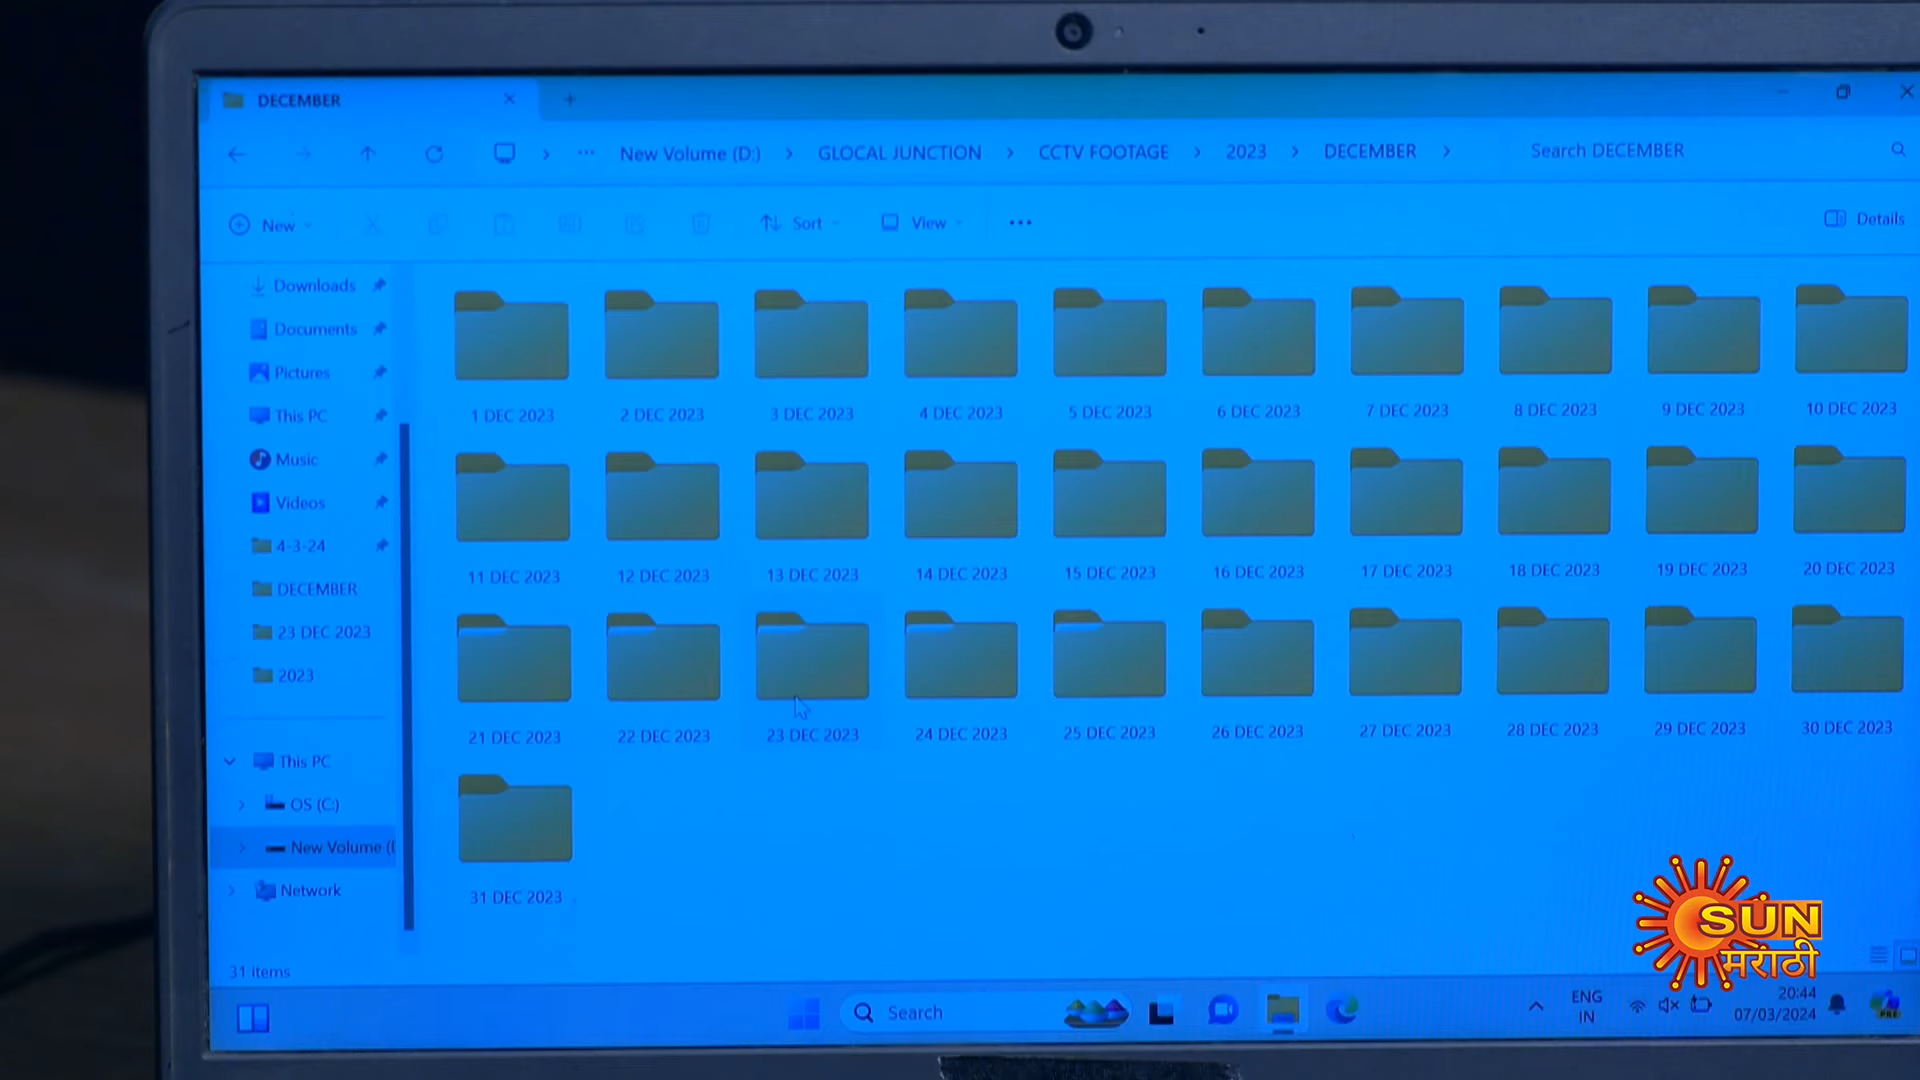 DECEMBER
New Volume (D:) > GLOCAL JUNCTION > CCTV FOOTAGE > 2023 > DECEMBER >
Search DECEMBER
New
Sort
View
Details
Downloads
Documents
Pictures
This PC
Music
Videos
4-3-24
DECEMBER
23 DEC 2023
2023
This PC
OS (C:)
New Volume (
Network
1 DEC 2023 2 DEC 2023 3 DEC 2023 4 DEC 2023 5 DEC 2023 6 DEC 2023 7 DEC 2023 8 DEC 2023 9 DEC 2023 10 DEC 2023
11 DEC 2023 12 DEC 2023 13 DEC 2023 14 DEC 2023 15 DEC 2023 16 DEC 2023 17 DEC 2023 18 DEC 2023 19 DEC 2023 20 DEC 2023
21 DEC 2023 22 DEC 2023 23 DEC 2023 24 DEC 2023 25 DEC 2023 26 DEC 2023 27 DEC 2023 28 DEC 2023 29 DEC 2023 30 DEC 2023
31 DEC 2023
31 items
SUN
मराठी
Search
ENG
IN
20:44
07/03/2024
PRE